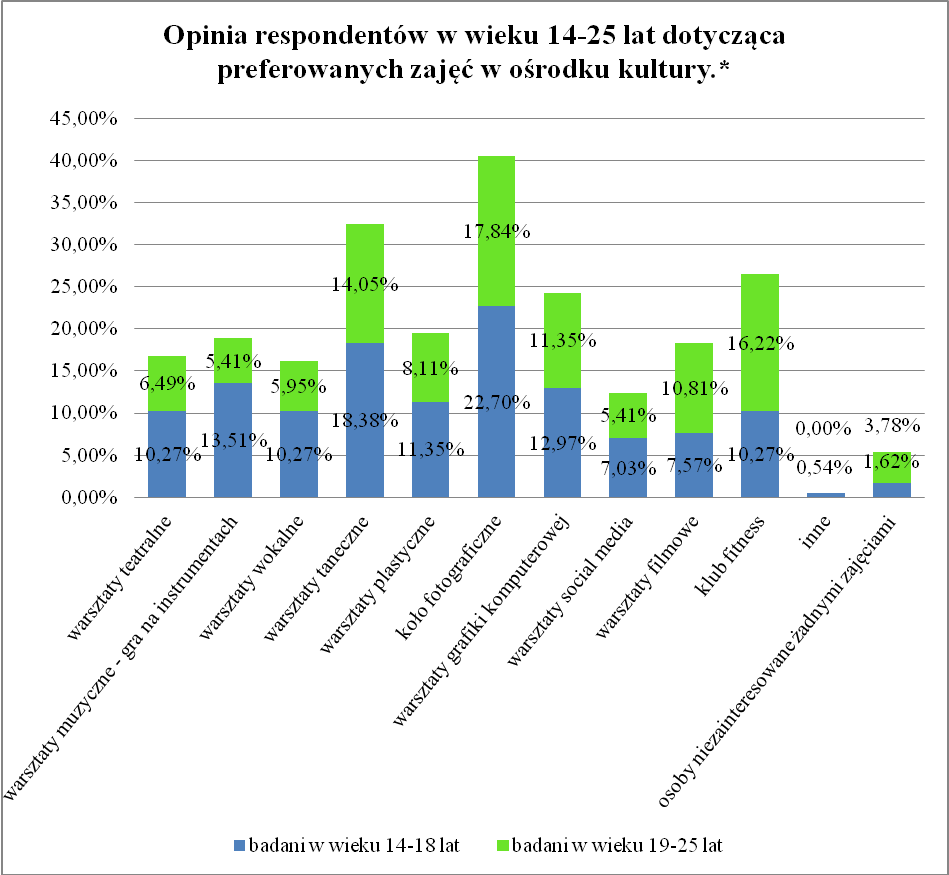 Opinia respondentów w wieku 14-25 lat dotycząca
preferowanych zajęć w ośrodku kultury.*
45,00%
40,00%
35,00%
30,00%
25,00%
20,00%
15,00%
10,00%
5,00%
0,00%
6,49%
10,27%
5,41%
13,51%
5,95%
10,27%
14,05%
18,38%
8,11%
11,35%
17,84%
22,70%
11,35%
12,97%
5,41%
7,03%
10,81%
7,57%
16,22%
10,27%
0,00%
0,54%
3,78%
1,62%
warsztaty teatralne
warsztaty muzyczne - gra na instrumentach
warsztaty wokalne
warsztaty taneczne
warsztaty plastyczne
koło fotograficzne
warsztaty grafiki komputerowej
warsztaty social media
warsztaty filmowe
klub fitness
inne
osoby niezainteresowane żadnymi zajęciami
badani w wieku 14-18 lat
badani w wieku 19-25 lat